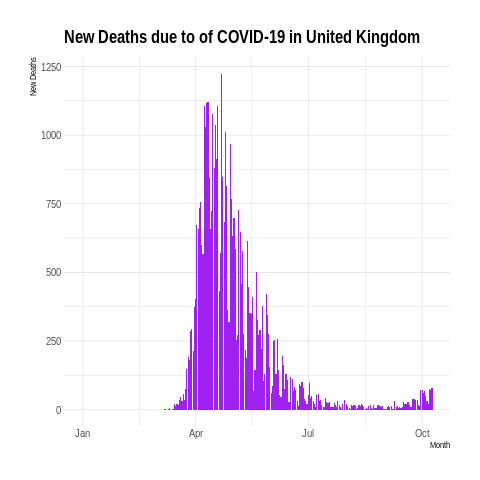 New Deaths due to of COVID-19 in United Kingdom
New Deaths
1250
1000
750
500
250
0
Jan
Apr
Jul
Oct
Month